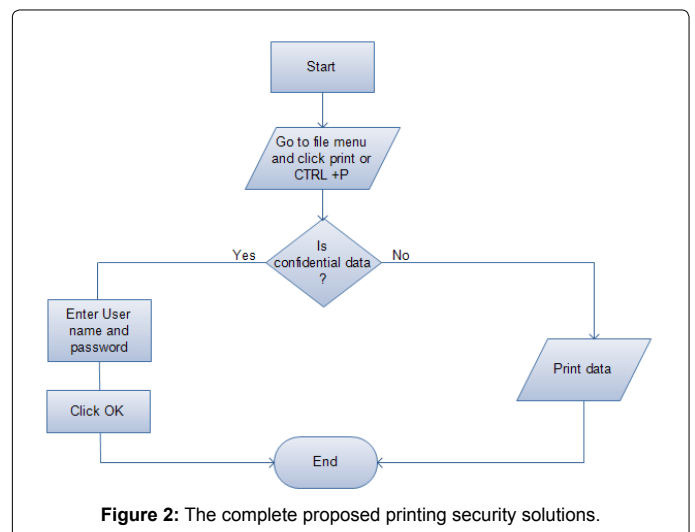 Start
Go to file menu
and click print or
CTRL +P
Is
confidential data
?
Yes
No
Enter User
name and
password
Print data
Click OK
End
Figure 2: The complete proposed printing security solutions.